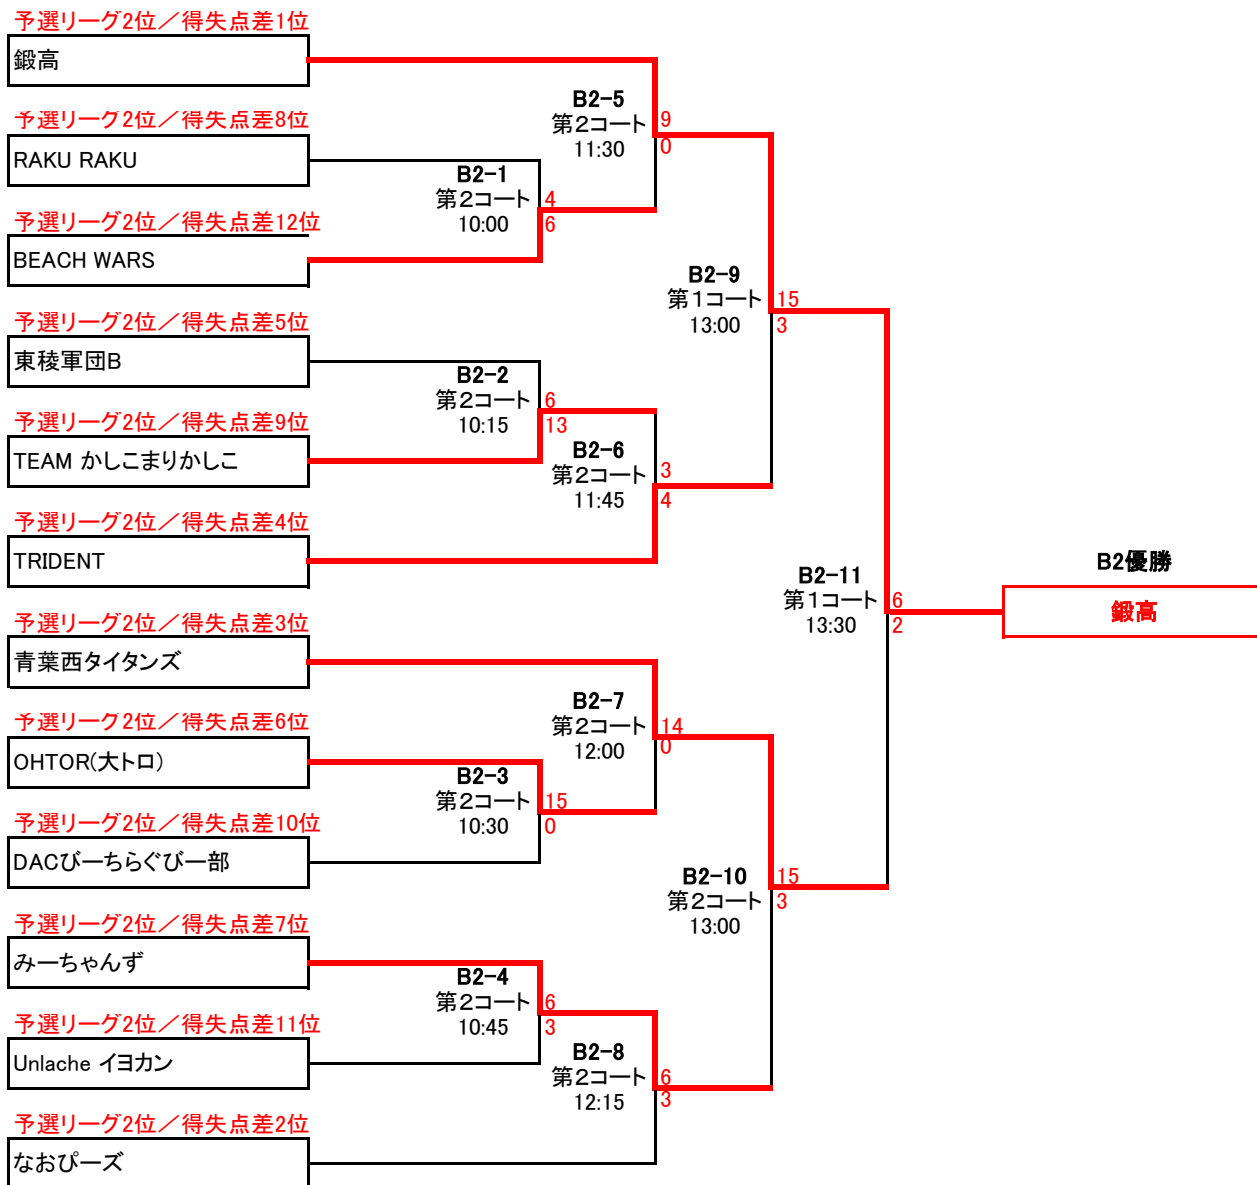 予選リーグ2位／得失点差1位
鍛高
予選リーグ2位／得失点差8位
RAKU RAKU
予選リーグ2位／得失点差12位
BEACH WARS
予選リーグ2位／得失点差5位
東稜軍団B
予選リーグ2位／得失点差9位
TEAM かしこまりかしこ
予選リーグ2位／得失点差4位
TRIDENT
予選リーグ2位／得失点差3位
青葉西タイタンズ
予選リーグ2位／得失点差6位
OHTOR(大トロ)
予選リーグ2位／得失点差10位
DACびーちらぐびー部
予選リーグ2位／得失点差7位
みーちゃんず
予選リーグ2位／得失点差11位
Unlache イヨカン
予選リーグ2位／得失点差2位
なおぴーズ
B2-1
第2コート
10:00
4
6
B2-2
第2コート
10:15
6
13
B2-3
第2コート
10:30
15
0
B2-4
第2コート
10:45
6
3
B2-5
第2コート
11:30
9
0
B2-6
第2コート
11:45
3
4
B2-7
第2コート
12:00
14
0
B2-8
第2コート
12:15
6
3
B2-9
第1コート
13:00
15
3
B2-10
第2コート
13:00
15
3
B2-11
第1コート
13:30
6
2
B2優勝
鍛高